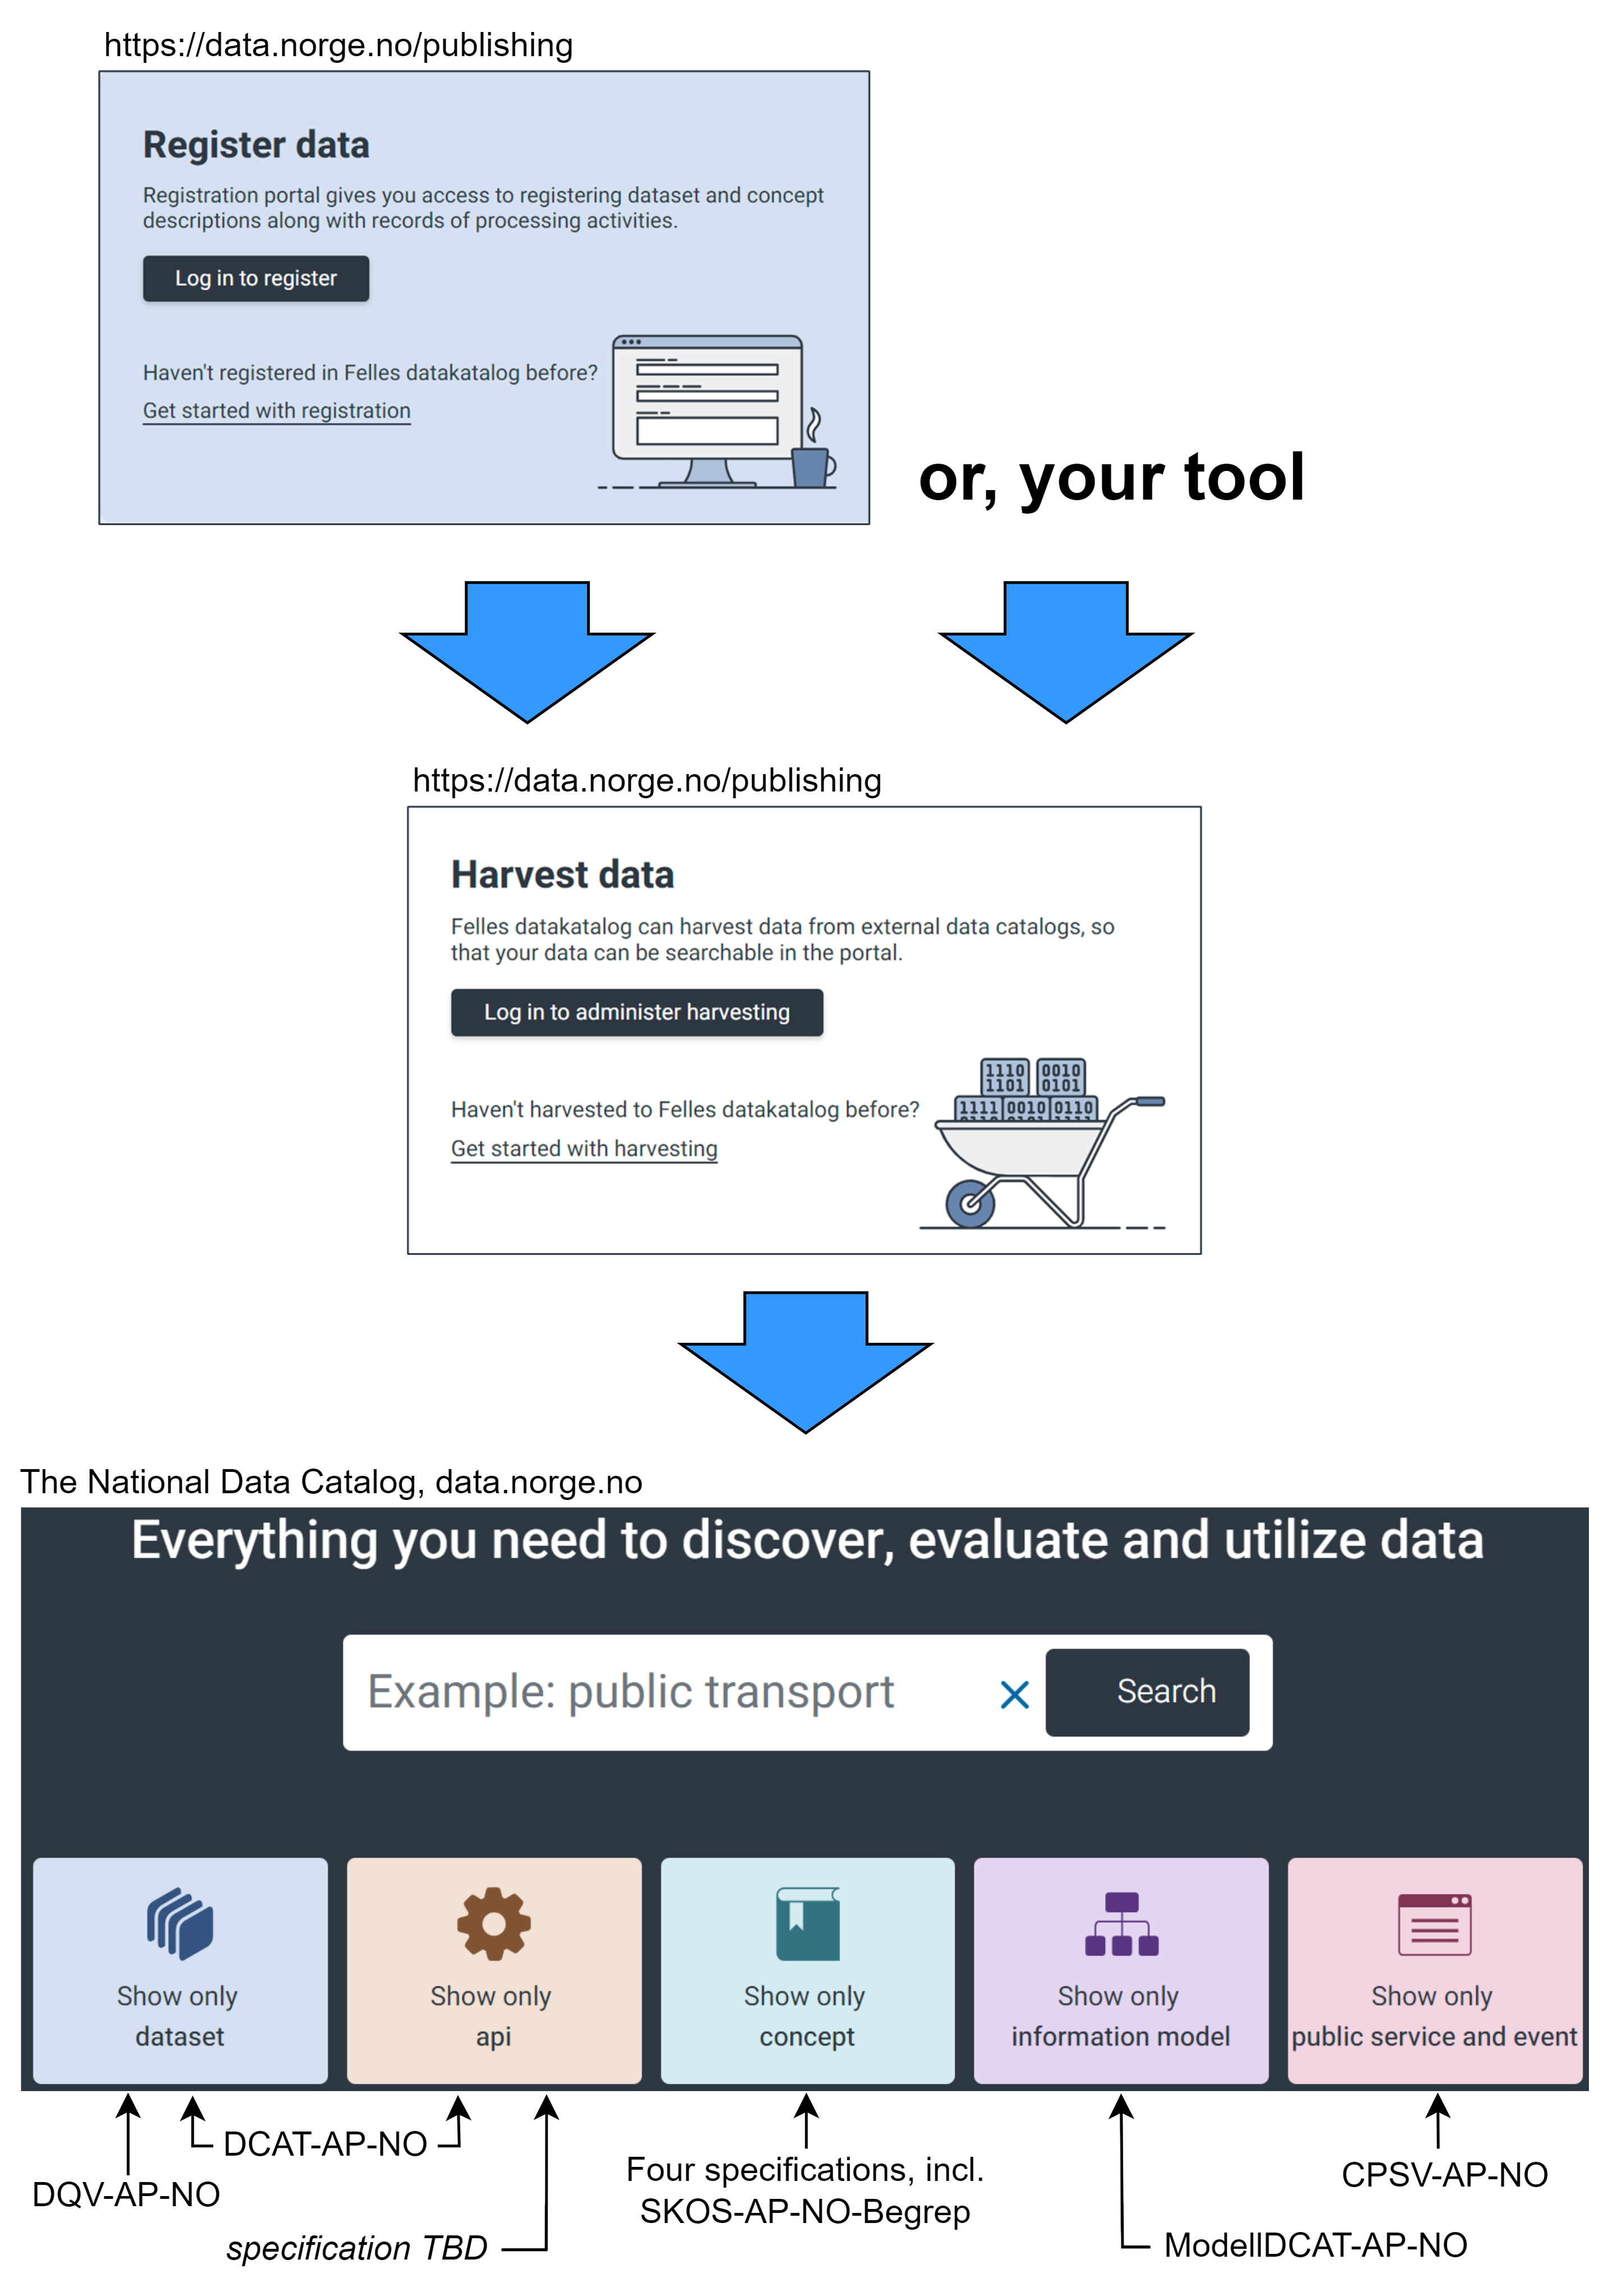 https://data.norge.no/publishing
Register data
Registration portal gives you access to registering dataset and concept
descriptions along with records of processing activities.
Log in to register
Haven't registered in Felles datakatalog before?
Get started with registration
or, your tool
https://data.norge.no/publishing
Harvest data
Felles datakatalog can harvest data from external data catalogs, so
that your data can be searchable in the portal.
Log in to administer harvesting
1110 0010
1101 0101
1111 0010 0110
Haven't harvested to Felles datakatalog before?
Get started with harvesting
The National Data Catalog, data.norge.no
Everything you need to discover, evaluate and utilize data
Example: public transport
Search
Show only
dataset
Show only
api
Show only
concept
Show only
information model
Show only
public service and event
DCAT-AP-NO
DQV-AP-NO
specification TBD
Four specifications, incl.
SKOS-AP-NO-Begrep
ModellDCAT-AP-NO
CPSV-AP-NO